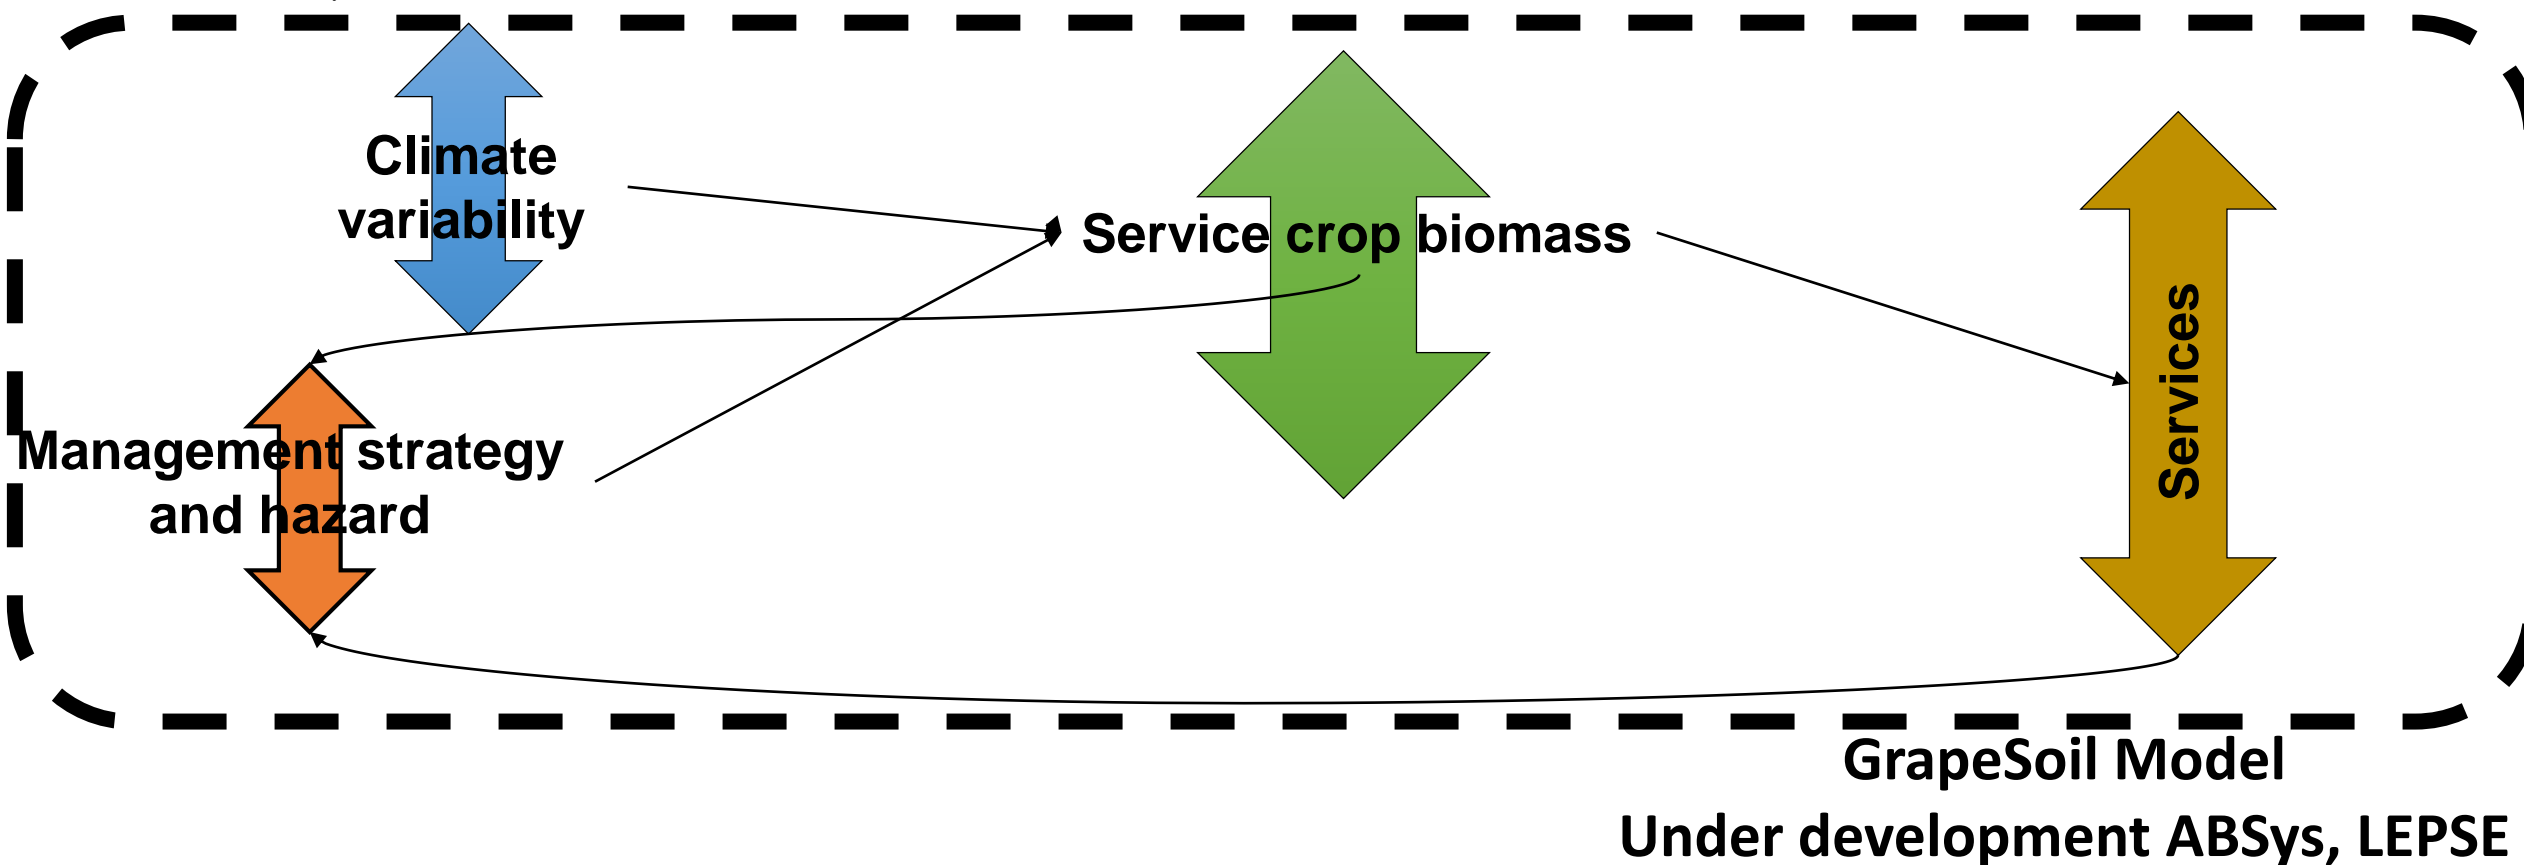 Climate
variability
Service crop biomass
Services
Management strategy
and hazard
GrapeSoil Model
Under development ABSys, LEPSE